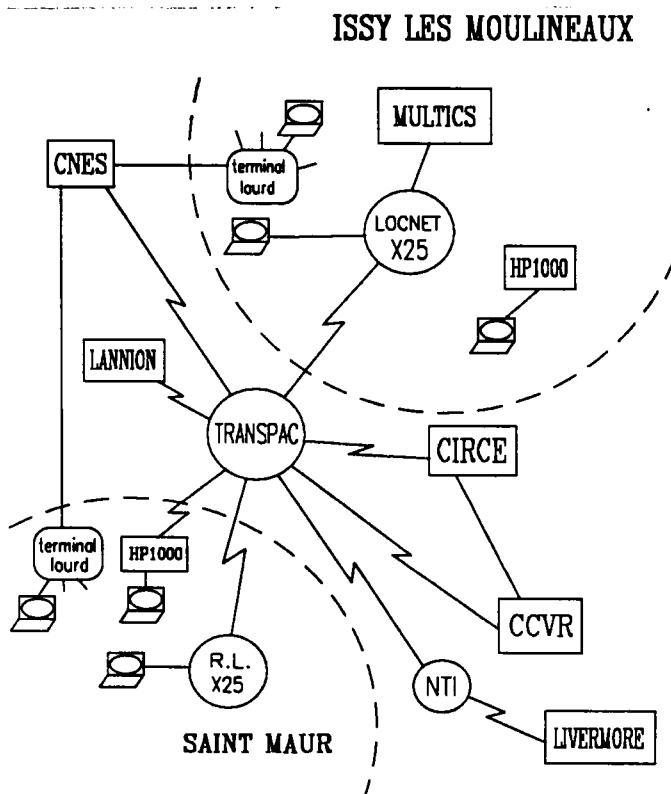 ISSY LES MOULINEAUX
MULTICS
CNES
terminal
lourd
LOCNET
X25
HP1000
LANNION
TRANSPAC
CIRCE
terminal
lourd
HP1000
CCVR
R.L.
X25
NTI
SAINT MAUR
LIVERMORE